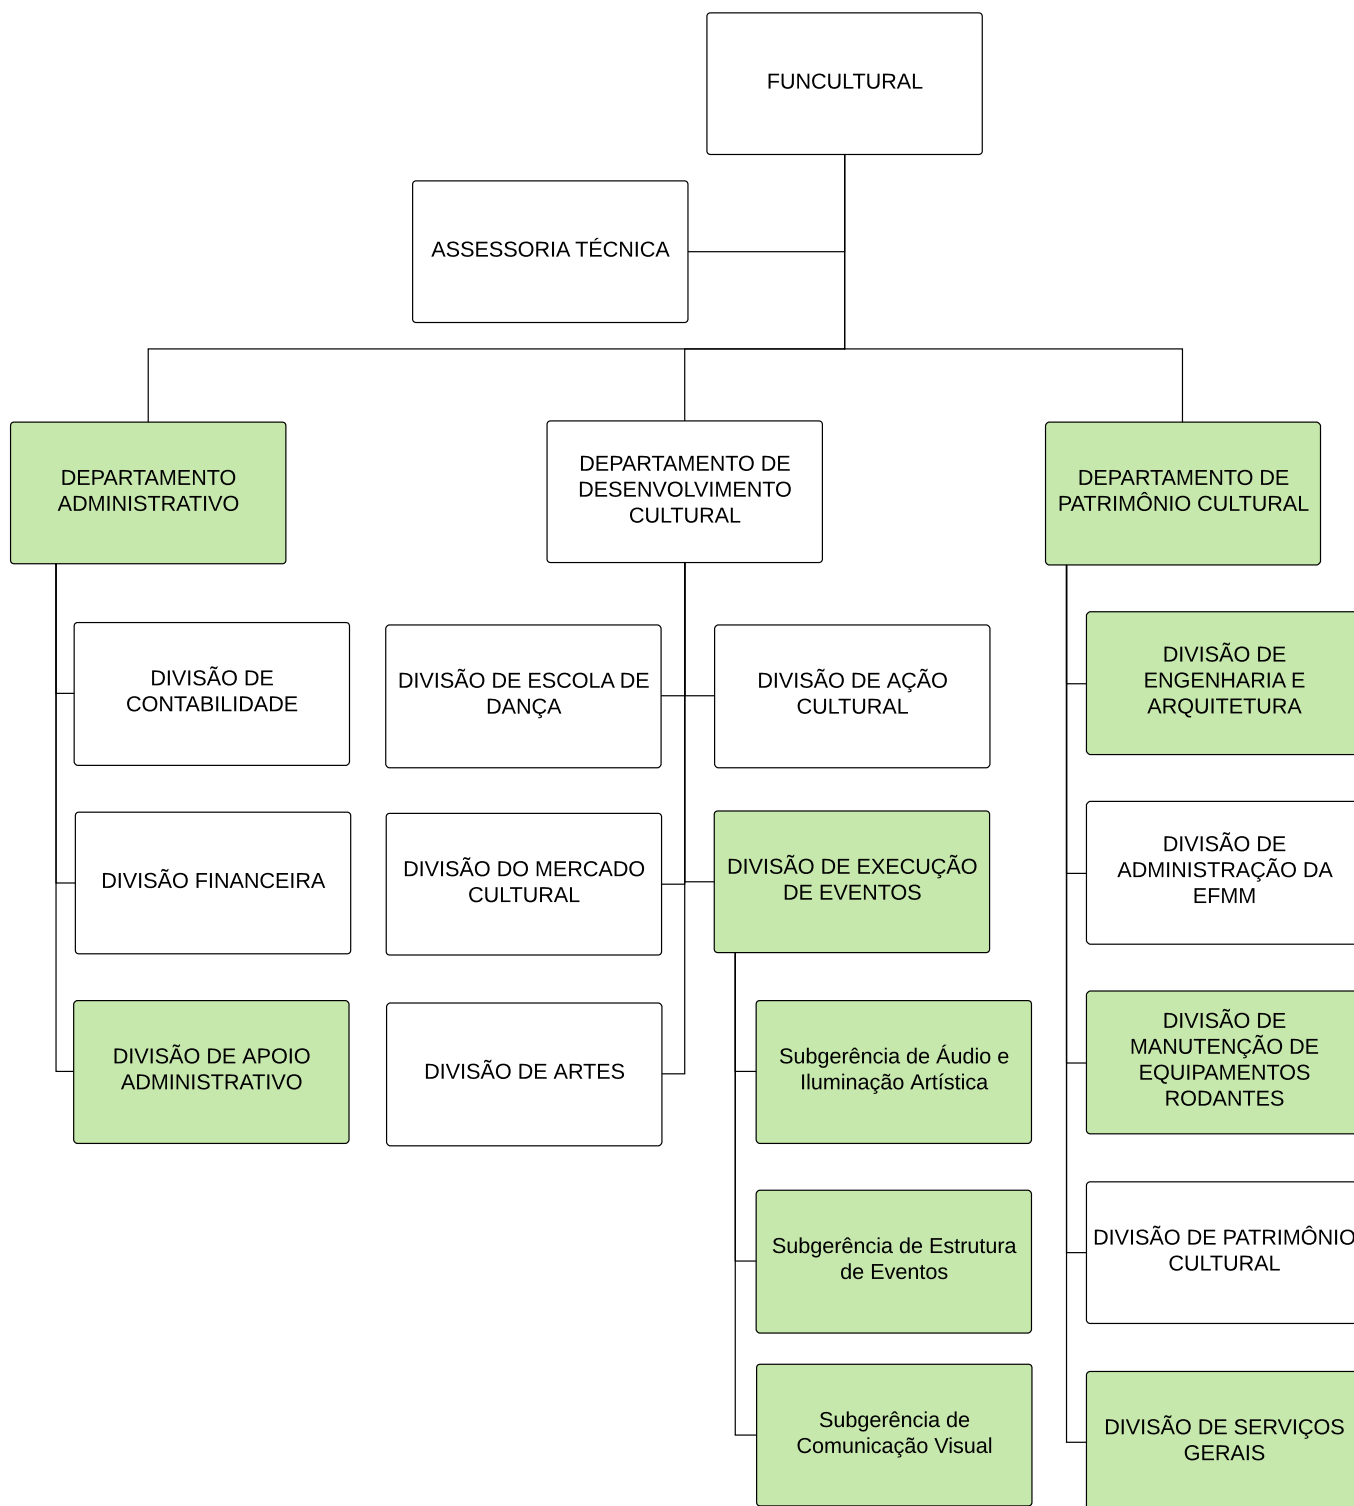 FUNCULTURAL
ASSESSORIA TÉCNICA
DEPARTAMENTO
ADMINISTRATIVO
DEPARTAMENTO DE
DESENVOLVIMENTO
CULTURAL
DEPARTAMENTO DE
PATRIMÔNIO CULTURAL
DIVISÃO DE
CONTABILIDADE
DIVISÃO FINANCEIRA
DIVISÃO DE APOIO
ADMINISTRATIVO
DIVISÃO DE ESCOLA DE
DANÇA
DIVISÃO DO MERCADO
CULTURAL
DIVISÃO DE ARTES
DIVISÃO DE AÇÃO
CULTURAL
DIVISÃO DE EXECUÇÃO
DE EVENTOS
Subgerência de Áudio e
Iluminação Artística
Subgerência de Estrutura
de Eventos
Subgerência de
Comunicação Visual
DIVISÃO DE
ENGENHARIA E
ARQUITETURA
DIVISÃO DE
ADMINISTRAÇÃO DA
EFMM
DIVISÃO DE
MANUTENÇÃO DE
EQUIPAMENTOS
RODANTES
DIVISÃO DE PATRIMÔNIO
CULTURAL
DIVISÃO DE SERVIÇOS
GERAIS